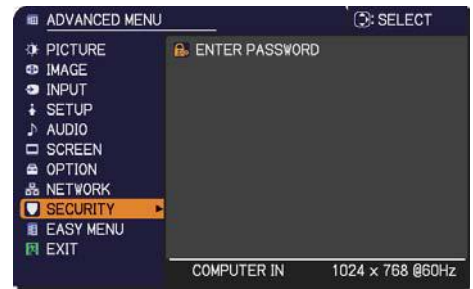 ADVANCED MENU : SELECT
PICTURE
ENTER PASSWORD
IMAGE
INPUT
SETUP
AUDIO
SCREEN
OPTION
NETWORK
SECURITY
EASY MENU
EXIT
COMPUTER IN 1024 x 768 @60Hz